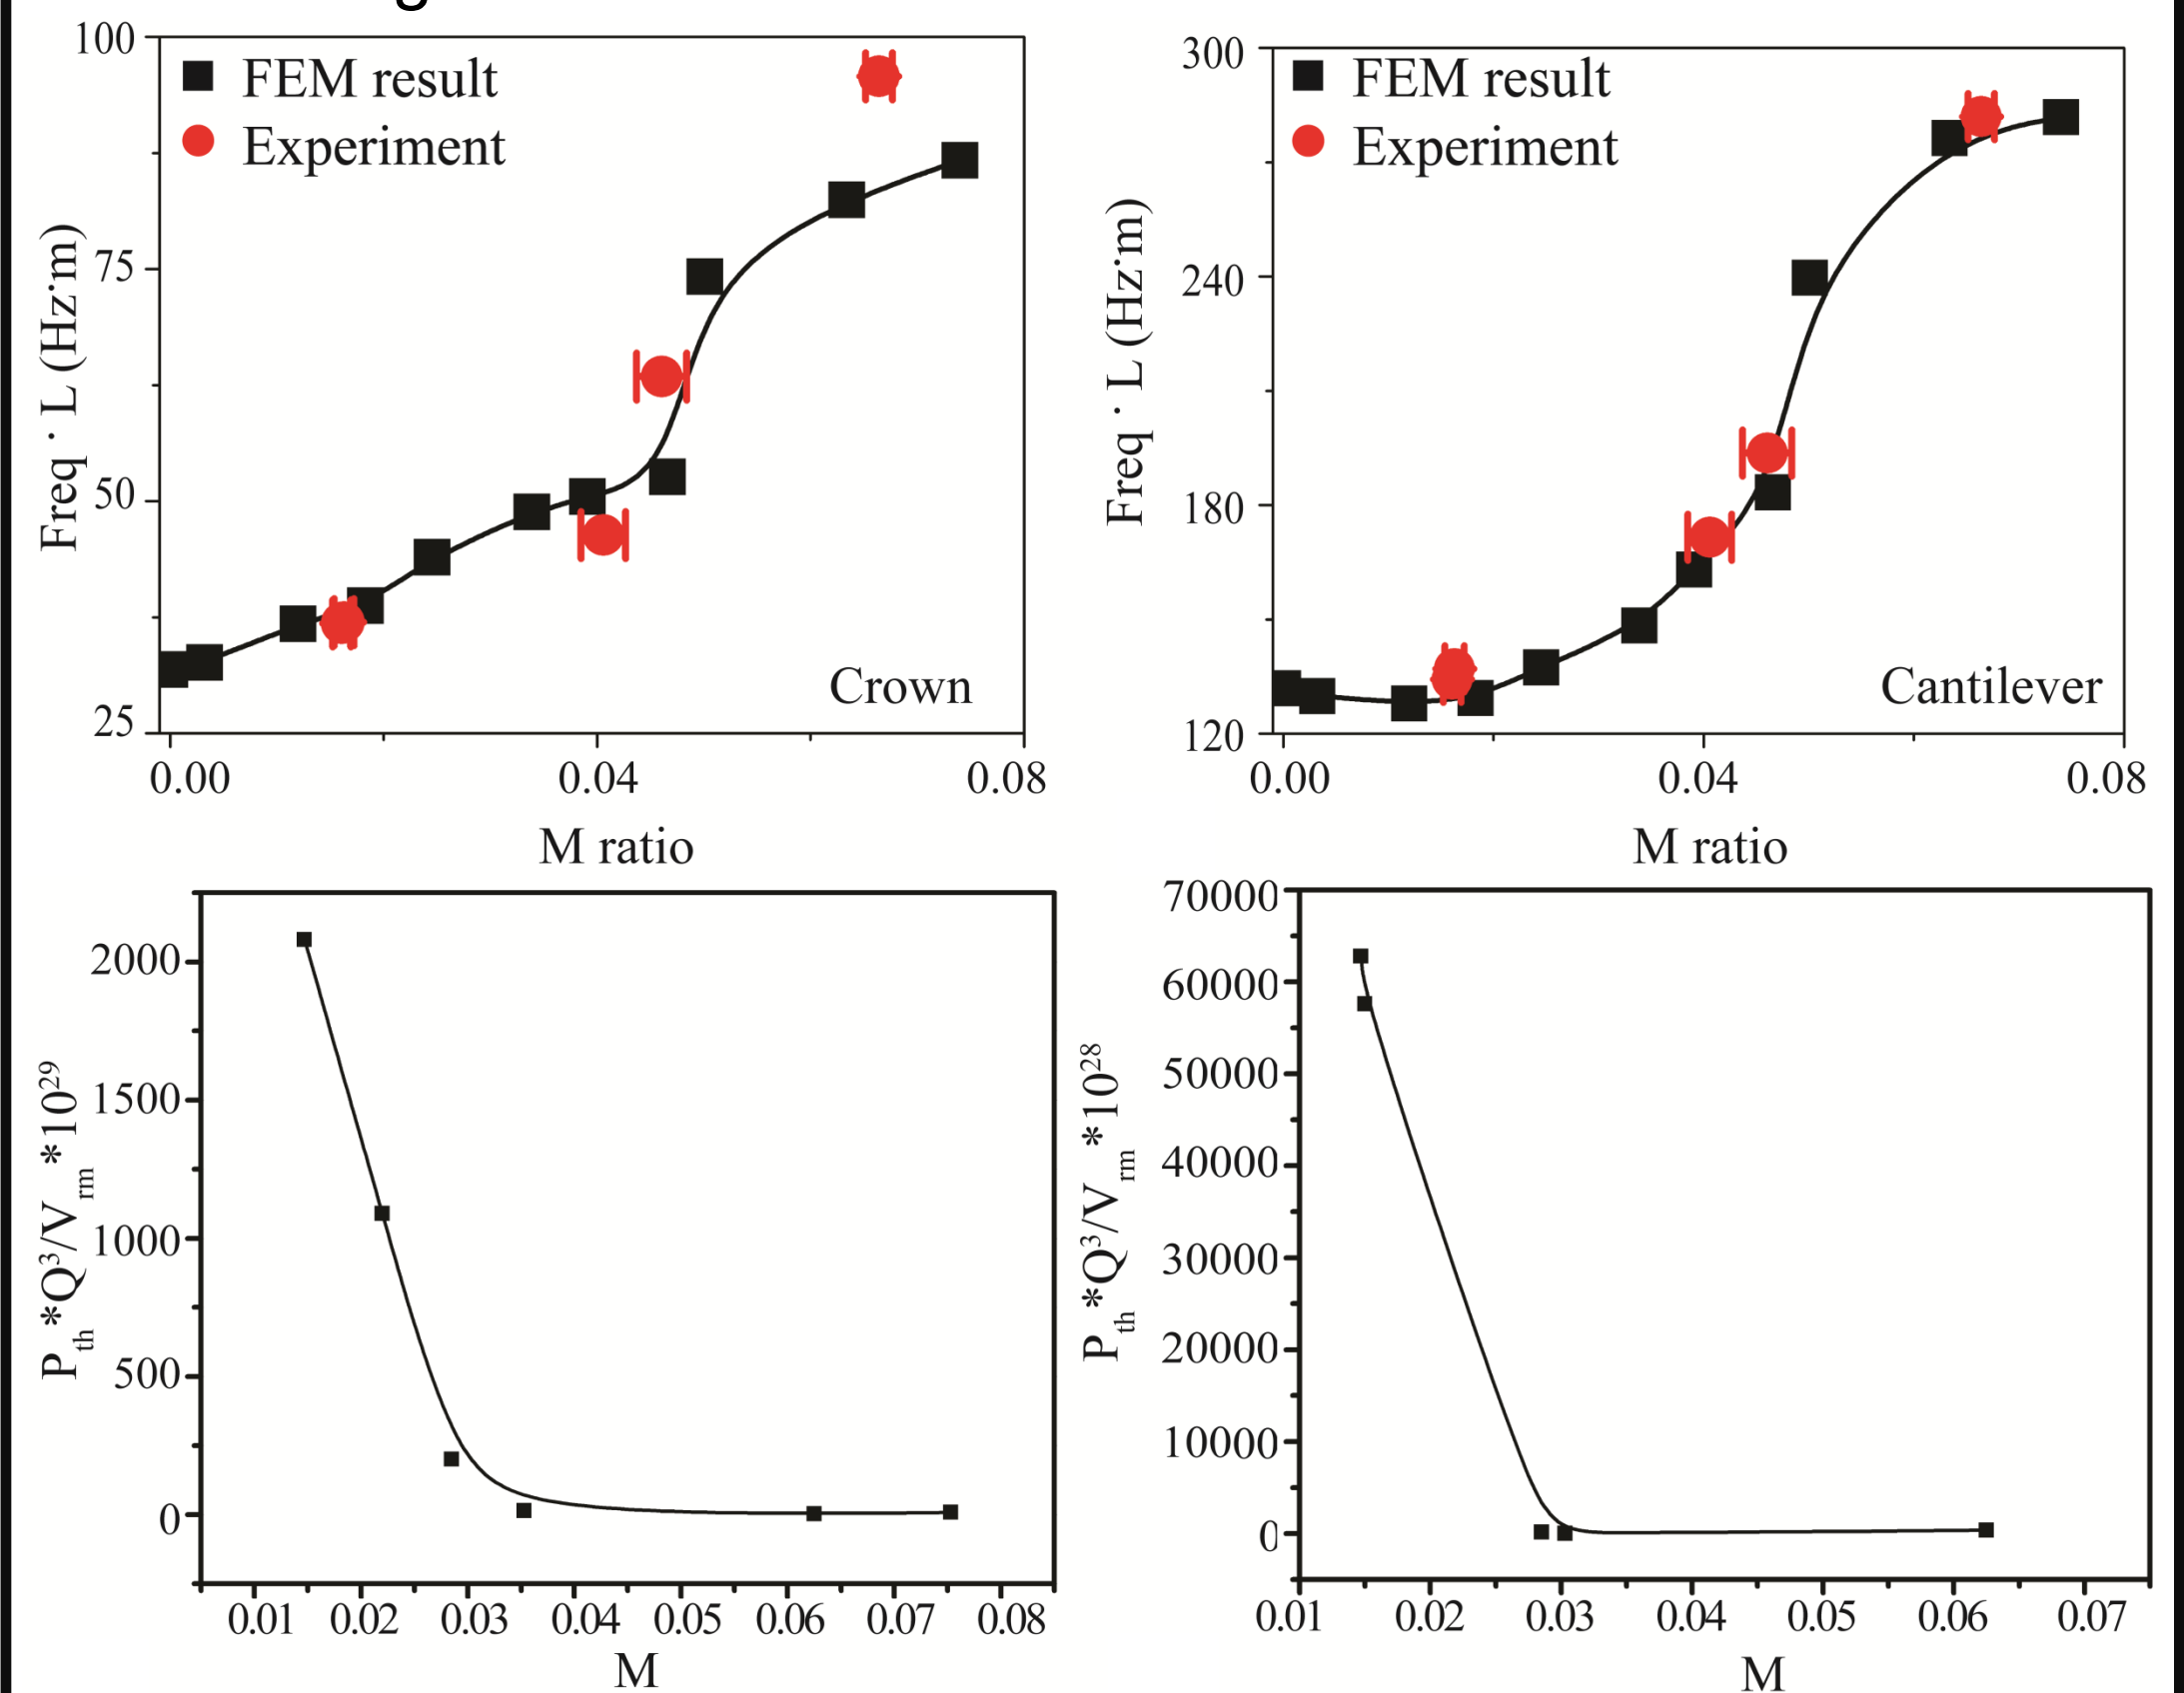 100
75
50
25
FEM result
Experiment
Crown
Freq · L (Hz·m)
0.00 0.04 0.08
M ratio
300
240
180
120
FEM result
Experiment
Cantilever
Freq · L (Hz·m)
0.00 0.04 0.08
M ratio
2000
1500
1000
500
0
P_th*Q³/V_rm*10²⁹
0.01 0.02 0.03 0.04 0.05 0.06 0.07 0.08
M
70000
60000
50000
40000
30000
20000
10000
0
P_th*Q³/V_rm*10²⁸
0.01 0.02 0.03 0.04 0.05 0.06 0.07
M